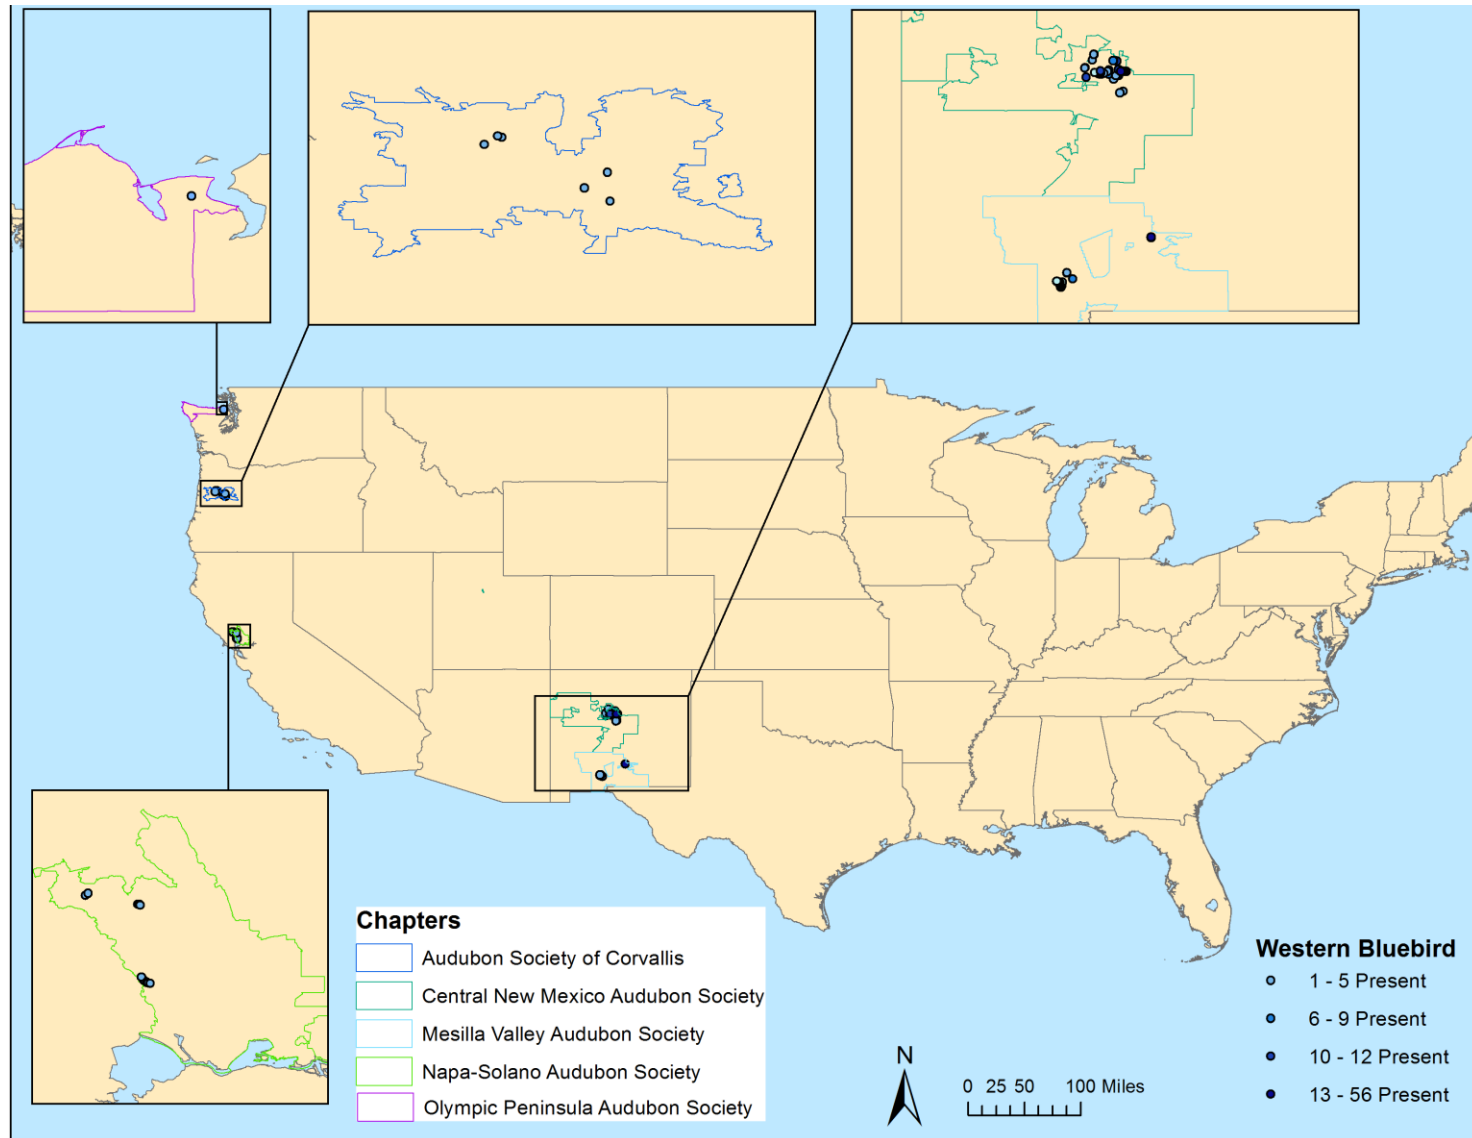 Chapters
Audubon Society of Corvallis
Central New Mexico Audubon Society
Mesilla Valley Audubon Society
Napa-Solano Audubon Society
Olympic Peninsula Audubon Society
N
0 25 50 100 Miles
Western Bluebird
1 - 5 Present
6 - 9 Present
10 - 12 Present
13 - 56 Present